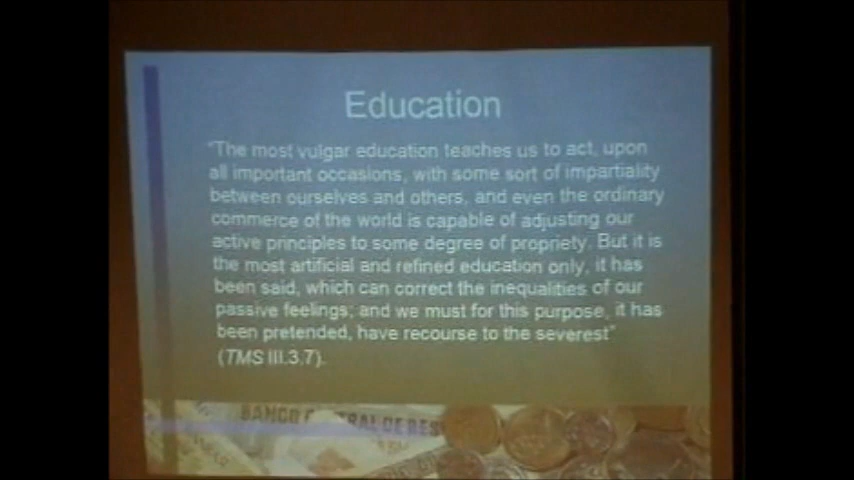 Education
"The most vulgar education teaches us to act, upon
all important occasions, with some sort of impartiality
between ourselves and others, and even the ordinary
commerce of the world is capable of adjusting our
active principles to some degree of propriety. But it is
the most artificial and refined education only, it has
been said, which can correct the inequalities of our
passive feelings; and we must for this purpose, it has
been pretended, have recourse to the severest"
(TMS III.3.7).
BANCO
RAL DE RES